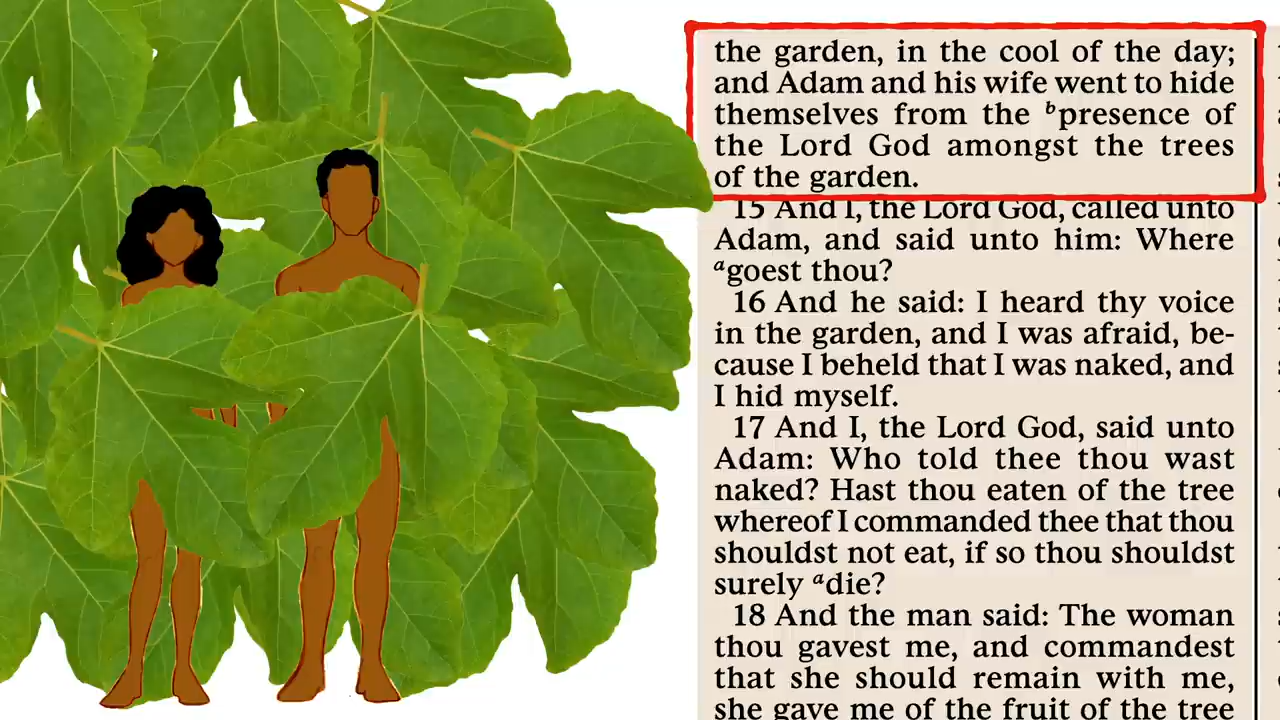 the garden, in the cool of the day;
and Adam and his wife went to hide
themselves from the ᵇpresence of
the Lord God amongst the trees
of the garden.
15 And I, the Lord God, called unto
Adam, and said unto him: Where
ᵃgoest thou?
16 And he said: I heard thy voice
in the garden, and I was afraid, be-
cause I beheld that I was naked, and
I hid myself.
17 And I, the Lord God, said unto
Adam: Who told thee thou wast
naked? Hast thou eaten of the tree
whereof I commanded thee that thou
shouldst not eat, if so thou shouldst
surely ᵃdie?
18 And the man said: The woman
thou gavest me, and commandest
that she should remain with me,
she gave me of the fruit of the tree